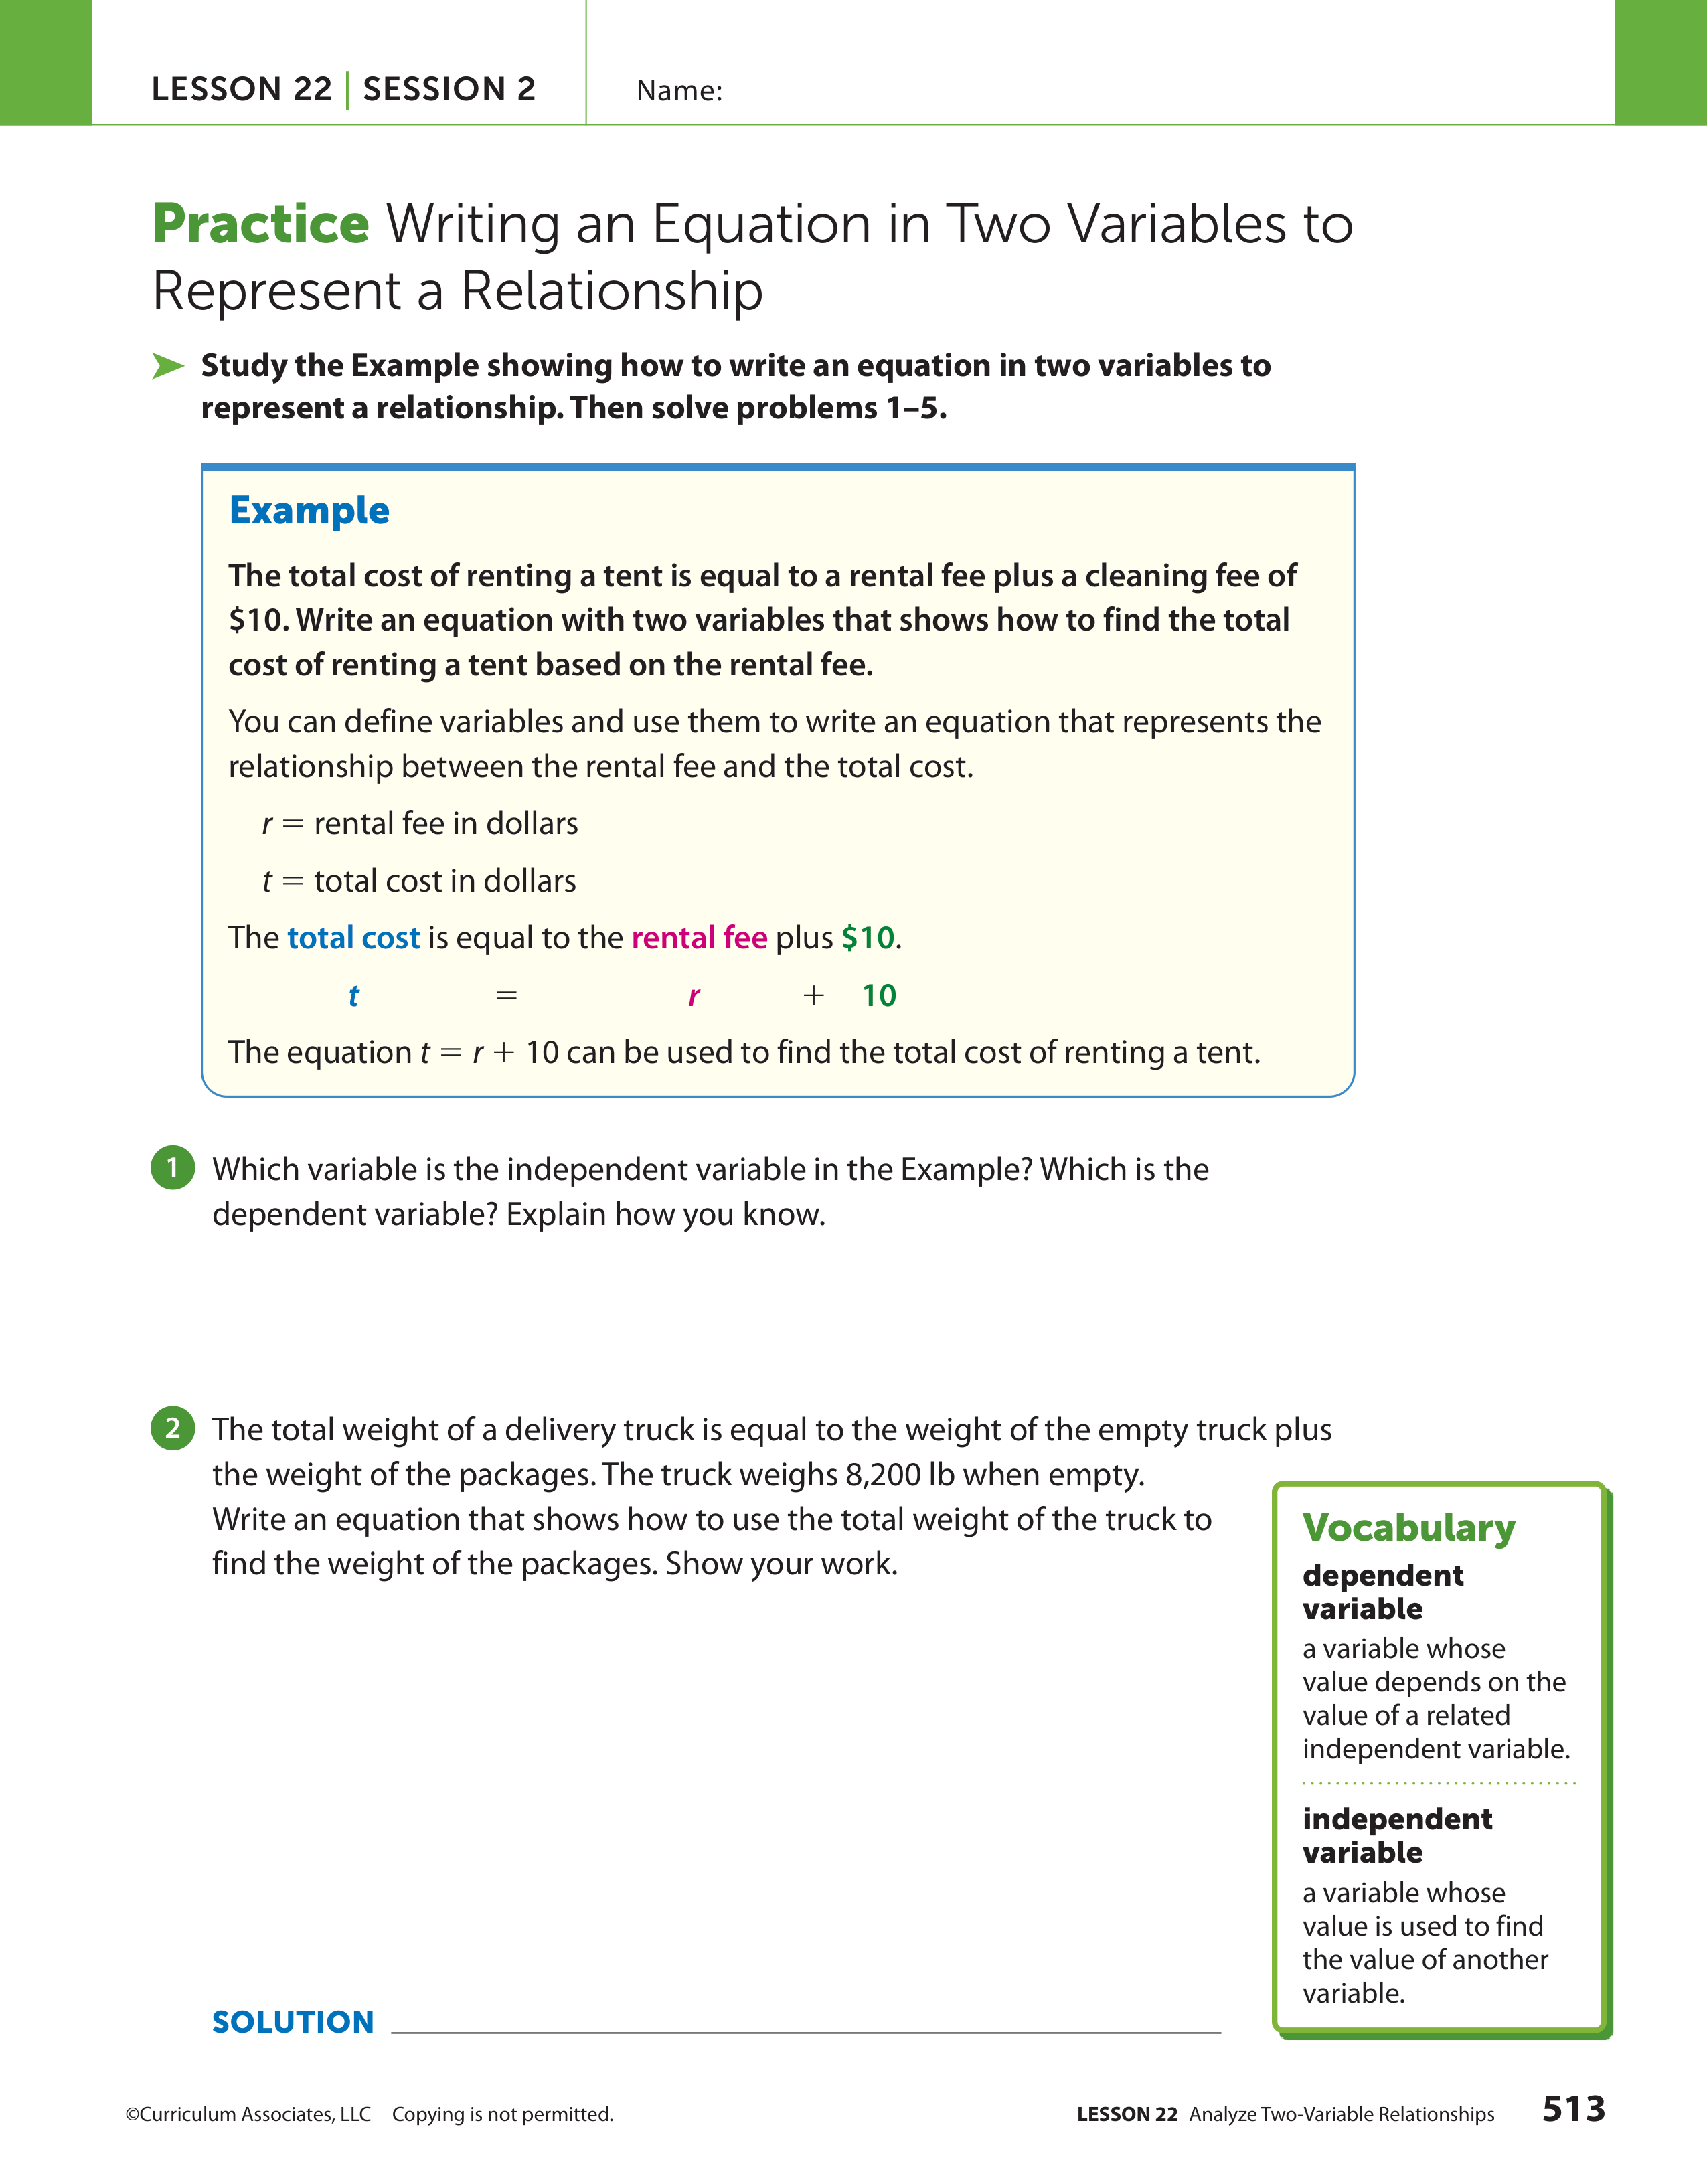 LESSON 22 | SESSION 2
Name:
Practice Writing an Equation in Two Variables to
Represent a Relationship
Study the Example showing how to write an equation in two variables to
represent a relationship. Then solve problems 1–5.
Example
The total cost of renting a tent is equal to a rental fee plus a cleaning fee of
$10. Write an equation with two variables that shows how to find the total
cost of renting a tent based on the rental fee.
You can define variables and use them to write an equation that represents the
relationship between the rental fee and the total cost.
r = rental fee in dollars
t = total cost in dollars
The total cost is equal to the rental fee plus $10.
t = r + 10
The equation t = r + 10 can be used to find the total cost of renting a tent.
1 Which variable is the independent variable in the Example? Which is the
dependent variable? Explain how you know.
2 The total weight of a delivery truck is equal to the weight of the empty truck plus
the weight of the packages. The truck weighs 8,200 lb when empty.
Write an equation that shows how to use the total weight of the truck to
find the weight of the packages. Show your work.
SOLUTION
Vocabulary
dependent
variable
a variable whose
value depends on the
value of a related
independent variable.
independent
variable
a variable whose
value is used to find
the value of another
variable.
©Curriculum Associates, LLC Copying is not permitted.
LESSON 22 Analyze Two-Variable Relationships 513